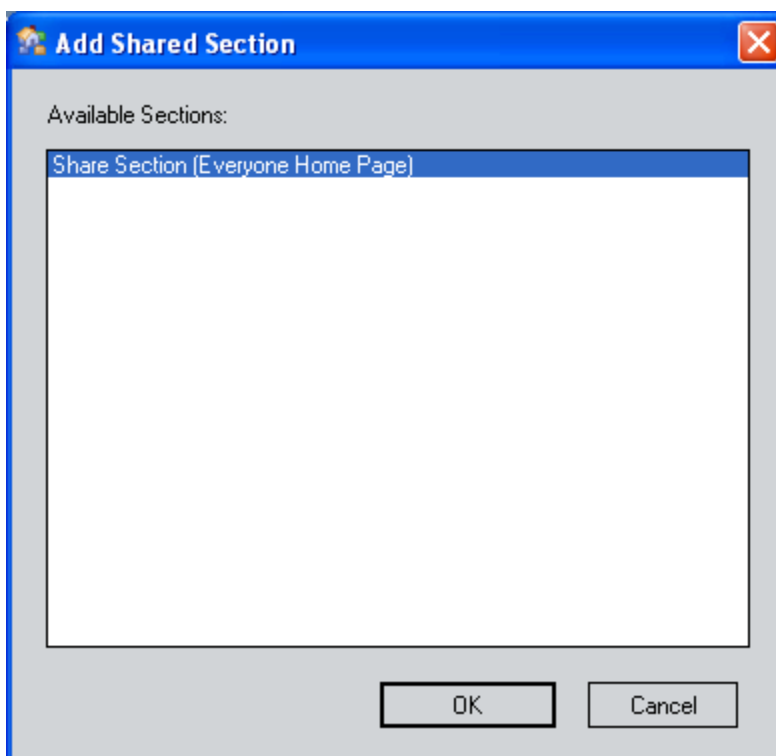 Add Shared Section
Available Sections:
Share Section (Everyone Home Page)
OK
Cancel